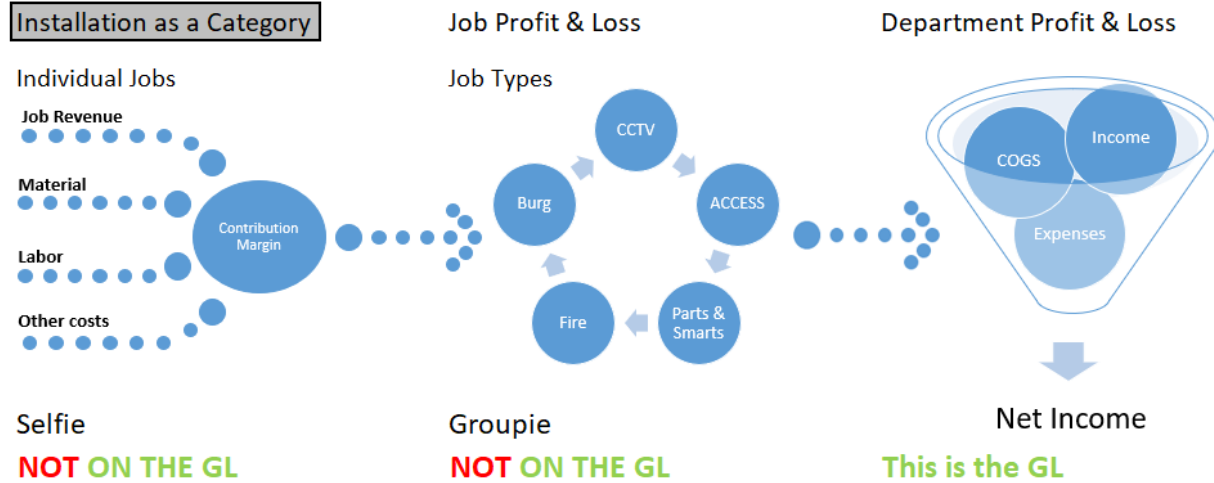 Installation as a Category
Individual Jobs
Job Revenue
Material
Labor
Other costs
Contribution
Margin
Selfie
NOT ON THE GL
Job Profit & Loss
Job Types
CCTV
ACCESS
Parts &
Smarts
Fire
Burg
Groupie
NOT ON THE GL
Department Profit & Loss
COGS
Income
Expenses
Net Income
This is the GL